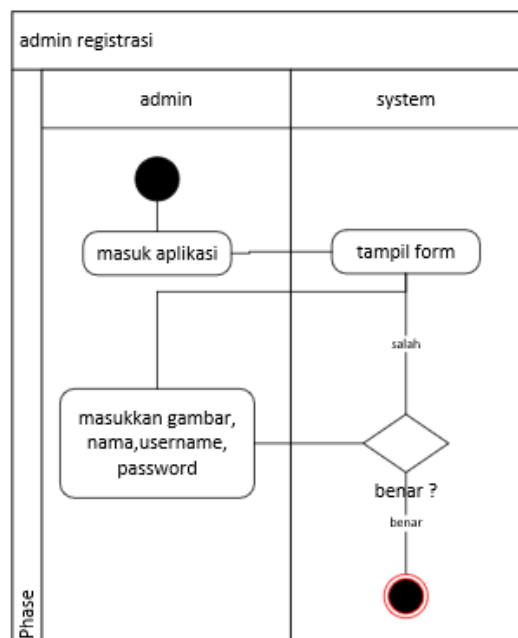 admin registrasi
admin
system
masuk aplikasi
tampil form
salah
masukkan gambar,
nama,username,
password
benar ?
benar
Phase